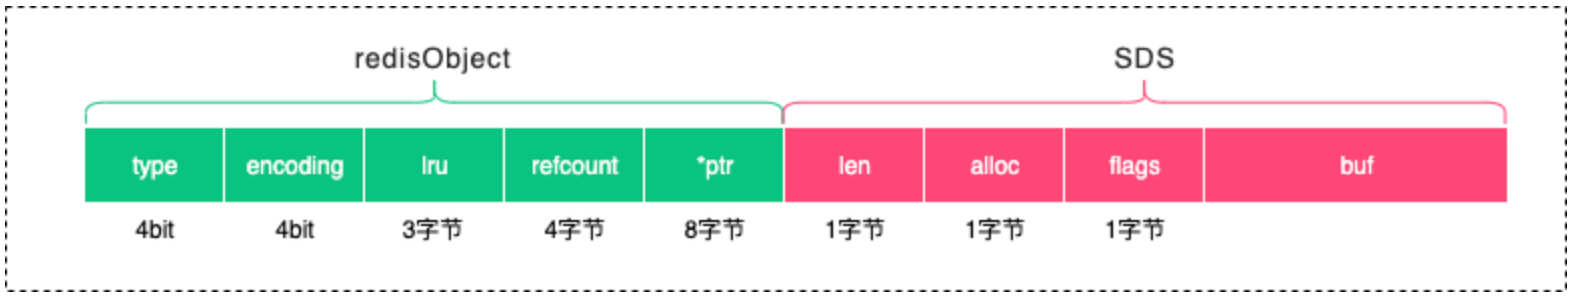 redisObject SDS
type encoding lru refcount *ptr len alloc flags buf
4bit 4bit 3字节 4字节 8字节 1字节 1字节 1字节